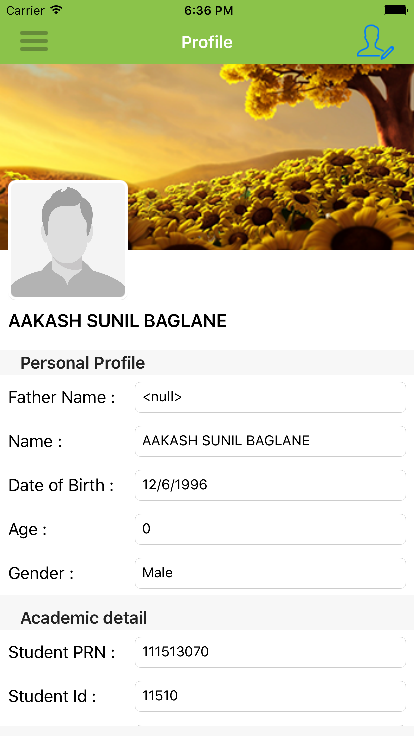 Carrier 6:36 PM
Profile
AAKASH SUNIL BAGLANE
Personal Profile
Father Name : <null>
Name : AAKASH SUNIL BAGLANE
Date of Birth : 12/6/1996
Age : 0
Gender : Male
Academic detail
Student PRN : 111513070
Student Id : 11510